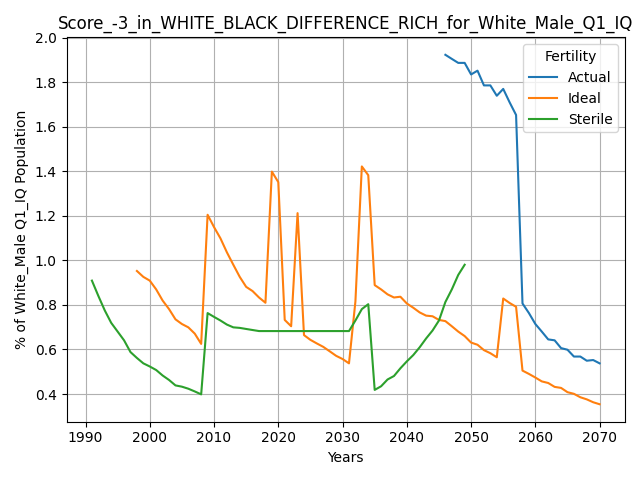 Score_-3_in_WHITE_BLACK_DIFFERENCE_RICH_for_White_Male_Q1_IQ
% of White_Male Q1_IQ Population
2.0
1.8
1.6
1.4
1.2
1.0
0.8
0.6
0.4
Fertility
Actual
Ideal
Sterile
1990 2000 2010 2020 2030 2040 2050 2060 2070
Years